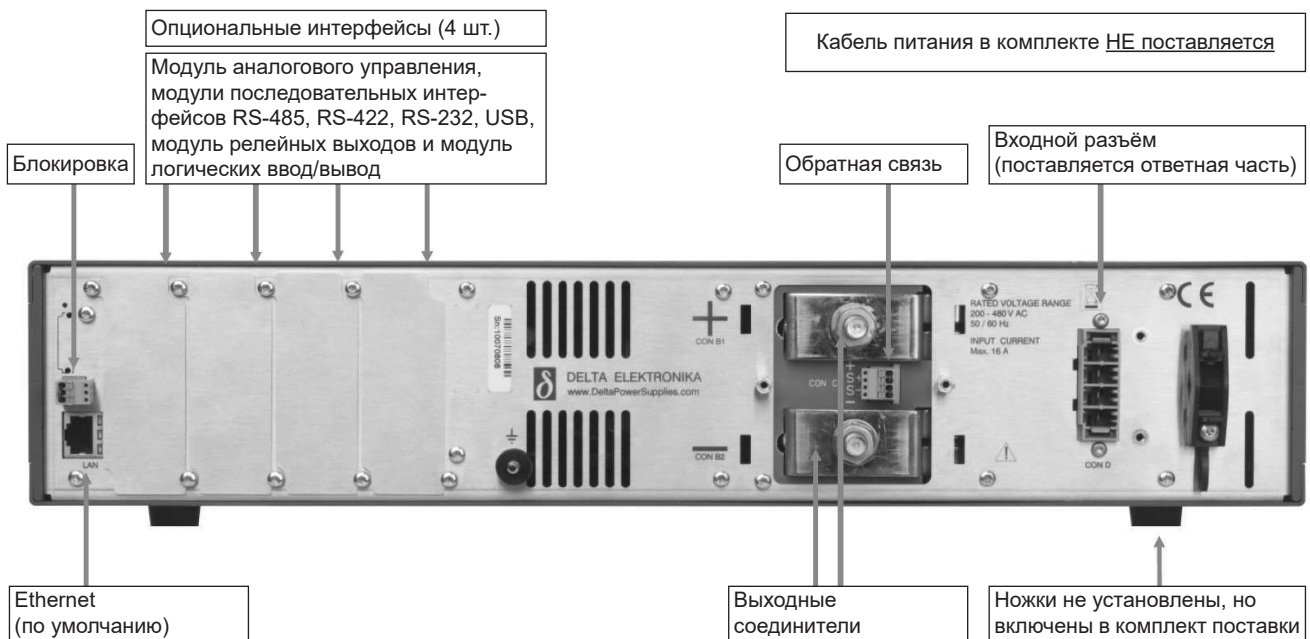 Опциональные интерфейсы (4 шт.)
Кабель питания в комплекте НЕ поставляется
Модуль аналогового управления,
модули последовательных интер-
фейсов RS-485, RS-422, RS-232, USB,
модуль релейных выходов и модуль
логических ввод/вывод
Блокировка
Обратная связь
Входной разъём
(поставляется ответная часть)
Sn:10070808
CON B1
DELTA ELEKTRONIKA
www.DeltaPowerSupplies.com
δ
+
S+
S-
-
CON B2
RATED VOLTAGE RANGE
200 - 480 V AC
50 / 60 Hz
INPUT CURRENT
Max. 16 A
CE
LAN
CON D
Ethernet
(по умолчанию)
Выходные
соединители
Ножки не установлены, но
включены в комплект поставки